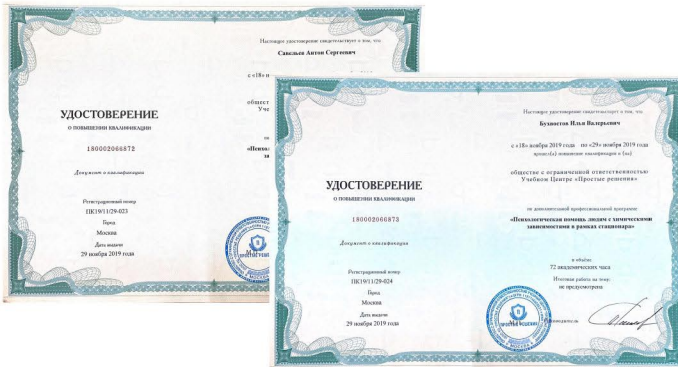 УДОСТОВЕРЕНИЕ
О ПОВЫШЕНИИ КВАЛИФИКАЦИИ
180002066872
Документ о квалификации
Регистрационный номер
ПК19/11/29-023
Город
Москва
Дата выдачи
29 ноября 2019 года
Настоящее удостоверение свидетельствует о том, что
Савельев Антон Сергеевич
с «18» н
общест
Уче
«Психо
за
УДОСТОВЕРЕНИЕ
О ПОВЫШЕНИИ КВАЛИФИКАЦИИ
180002066873
Документ о квалификации
Регистрационный номер
ПК19/11/29-024
Город
Москва
Дата выдачи
29 ноября 2019 года
Настоящее удостоверение свидетельствует о том, что
Бухвостов Илья Валерьевич
с «18» ноября 2019 года по «29» ноября 2019 года
прошел(а) повышение квалификации в (на)
обществе с ограниченной ответственностью
Учебном Центре «Простые решения»
по дополнительной профессиональной программе
«Психологическая помощь людям с химическими
зависимостями в рамках стационара»
в объёме
72 академических часа
Итоговая работа на тему:
не предусмотрена
М.П.
Руководитель
МОСКВА